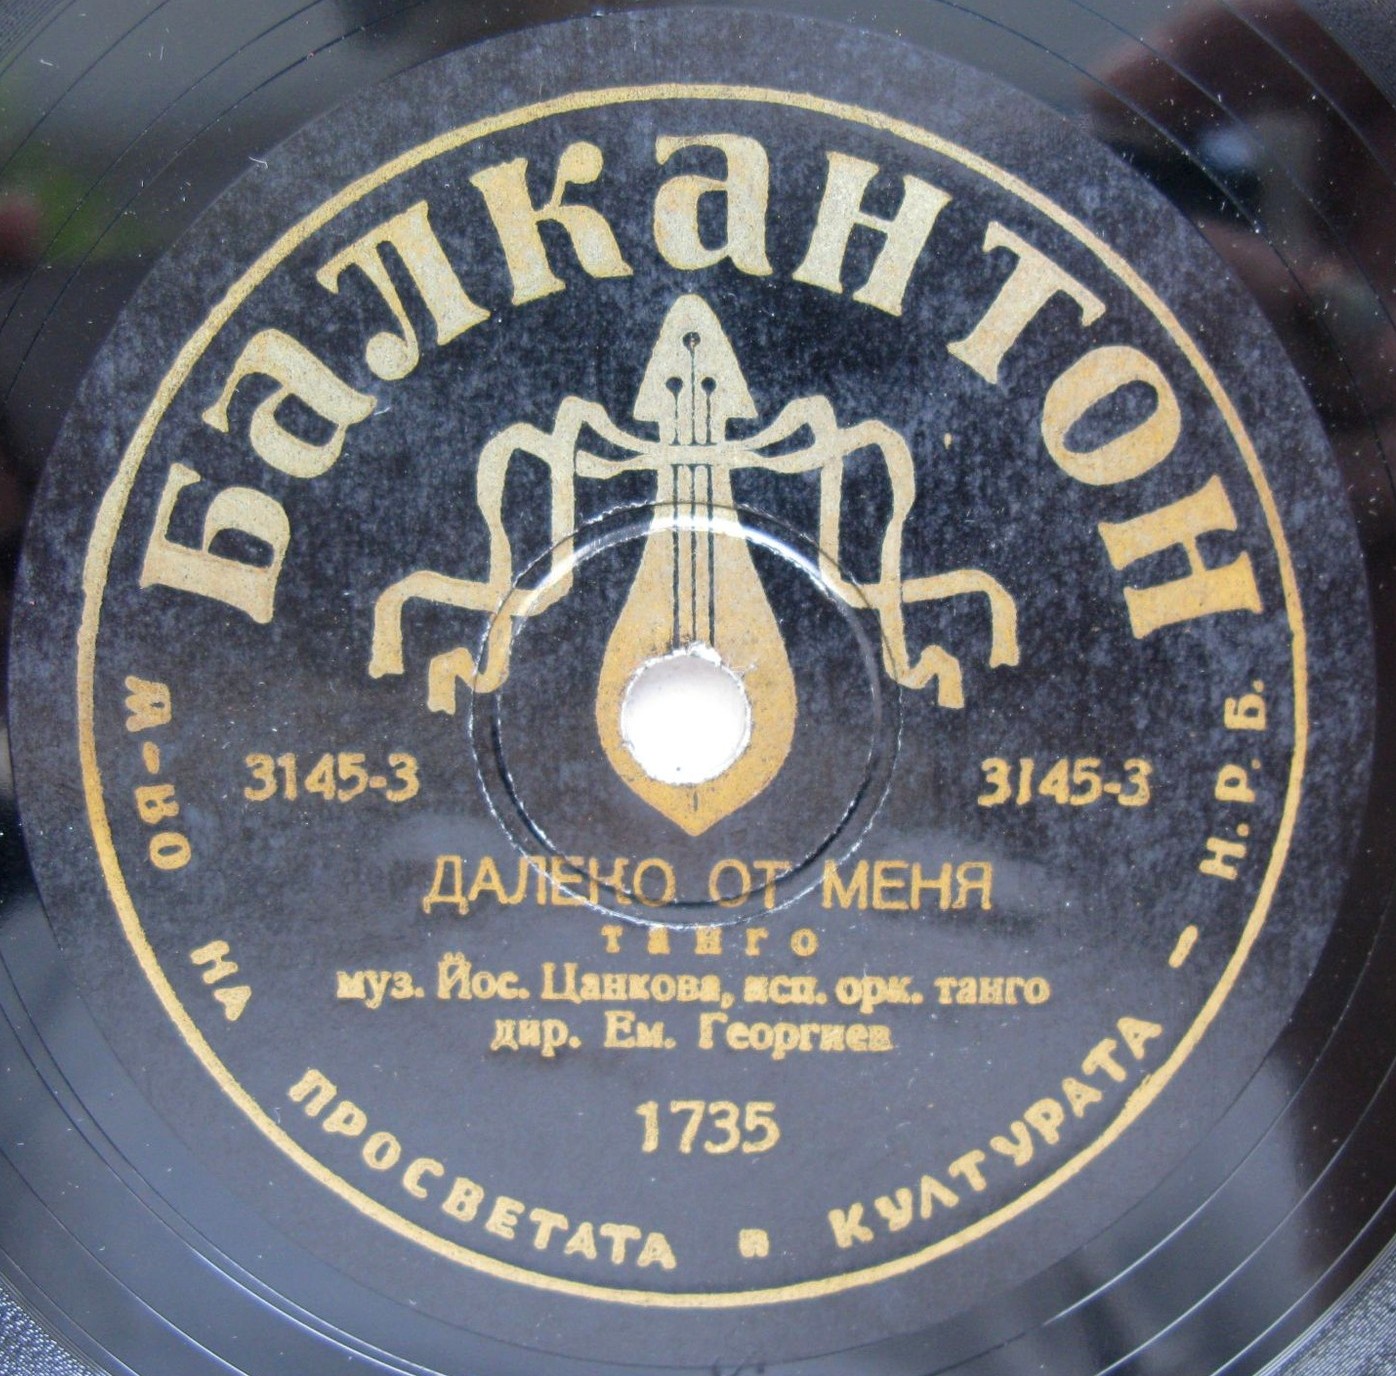 Балкантон
3145-3
3145-3
ДАЛЕКО ОТ МЕНЯ
танго
муз. Йос. Цанкова, исп. орк. танго
дир. Ем. Георгиев
1735
М-ВО НА ПРОСВЕТАТА и КУЛТУРАТА – Н.Р.Б.